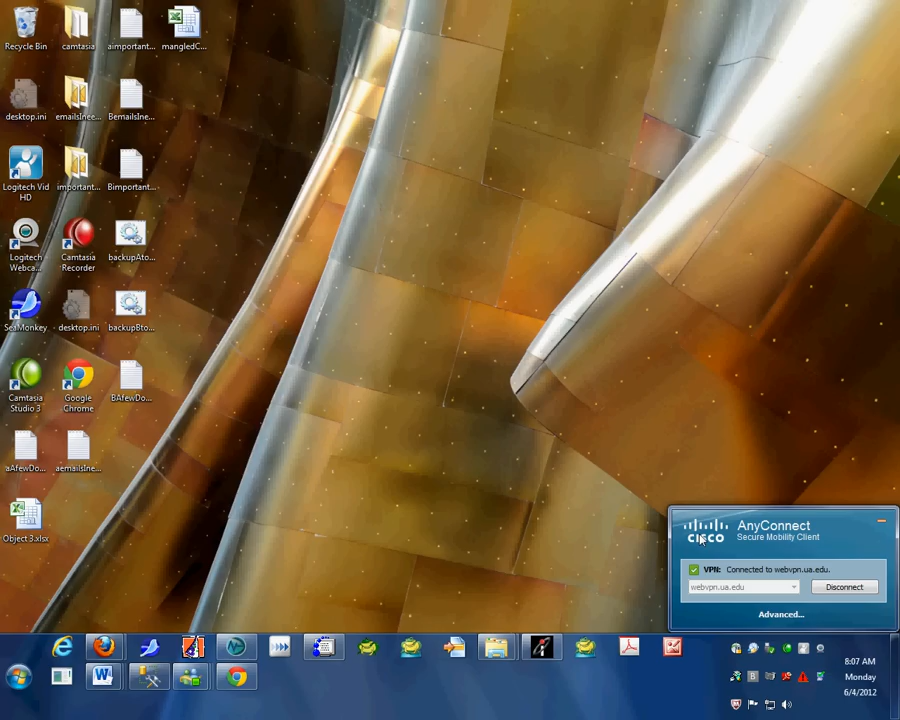 Recycle Bin
camtasia
aimportant...
mangledC...
desktop.ini
emailsInee...
BemailsIne...
Logitech Vid HD
important...
Bimportant...
Logitech Webca...
Camtasia Recorder
backupAto...
SeaMonkey
desktop.ini
backupBto...
Camtasia Studio 3
Google Chrome
BAfewDo...
aAfewDo...
aemailsIne...
Object 3.xlsx
CISCO
AnyConnect
Secure Mobility Client
VPN: Connected to webvpn.ua.edu.
webvpn.ua.edu
Disconnect
Advanced...
8:07 AM
Monday
6/4/2012